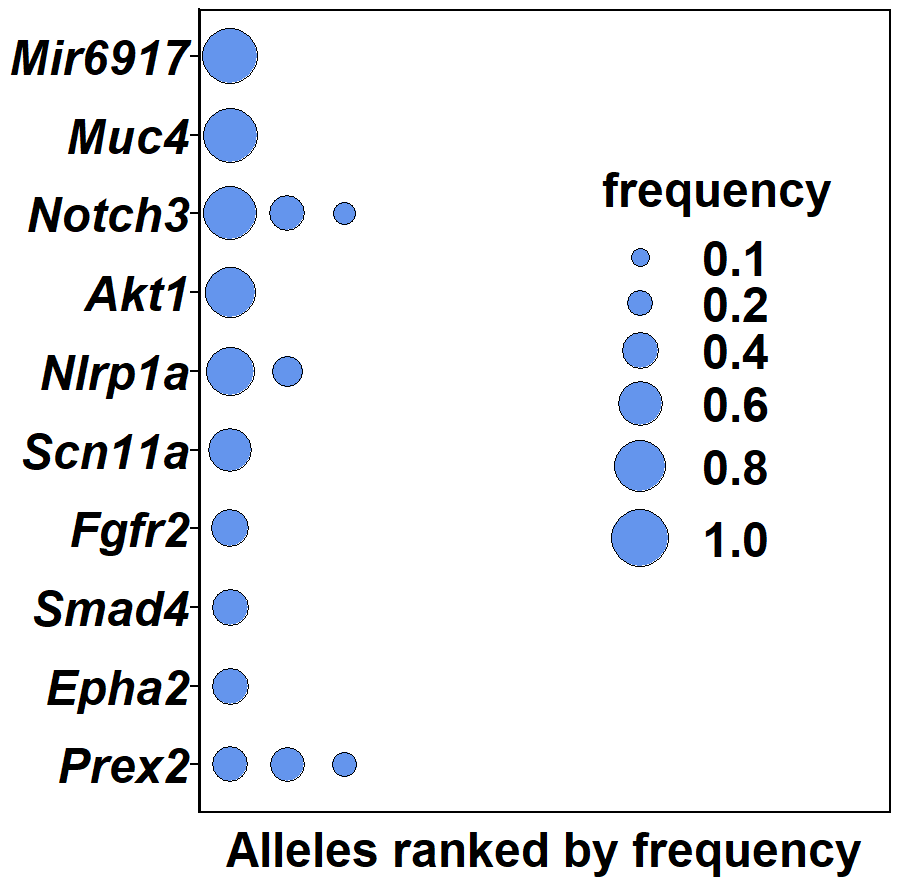 Mir6917
Muc4
Notch3
Akt1
Nlrp1a
Scn11a
Fgfr2
Smad4
Epha2
Prex2
frequency
0.1
0.2
0.4
0.6
0.8
1.0
Alleles ranked by frequency